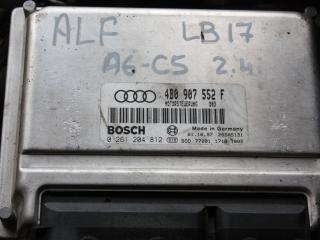 ALF LB17
A6-C5 2.4i
4B0 907 552 F
MOTORSTEUERUNG
BOSCH Made in Germany
0 261 204 812